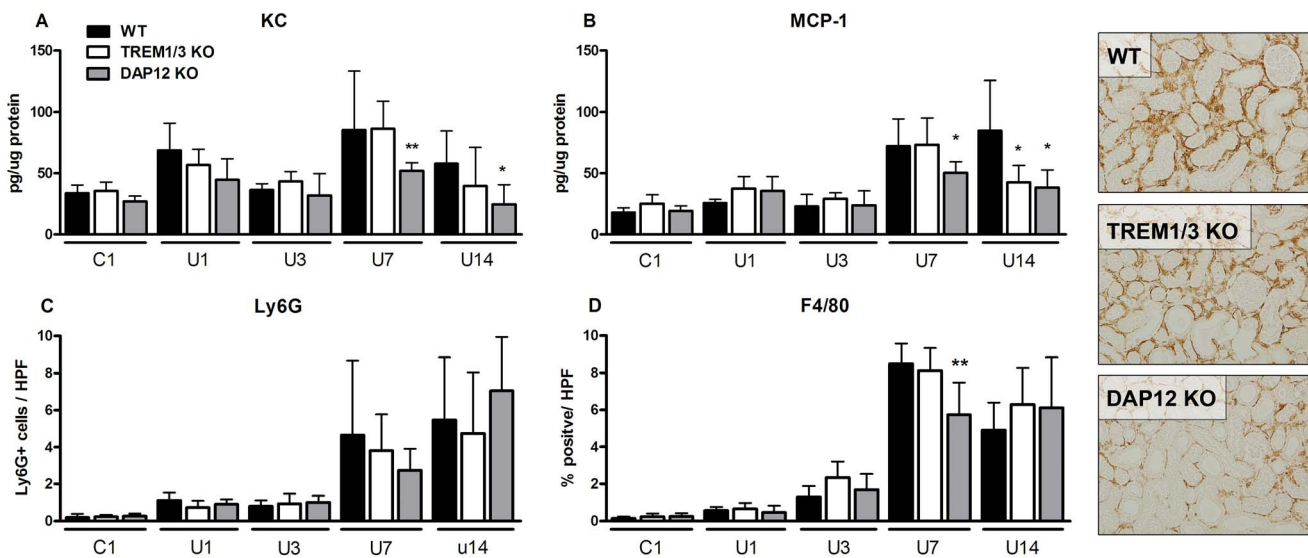 A KC
WT
TREM1/3 KO
DAP12 KO
150
100
50
0
pg/ug protein
**
*
C1 U1 U3 U7 U14
B MCP-1
150
100
50
0
pg/ug protein
*
* *
C1 U1 U3 U7 U14
C Ly6G
10
8
6
4
2
0
Ly6G+ cells / HPF
C1 U1 U3 U7 u14
D F4/80
10
8
6
4
2
0
% positve/ HPF
**
C1 U1 U3 U7 U14
WT
TREM1/3 KO
DAP12 KO